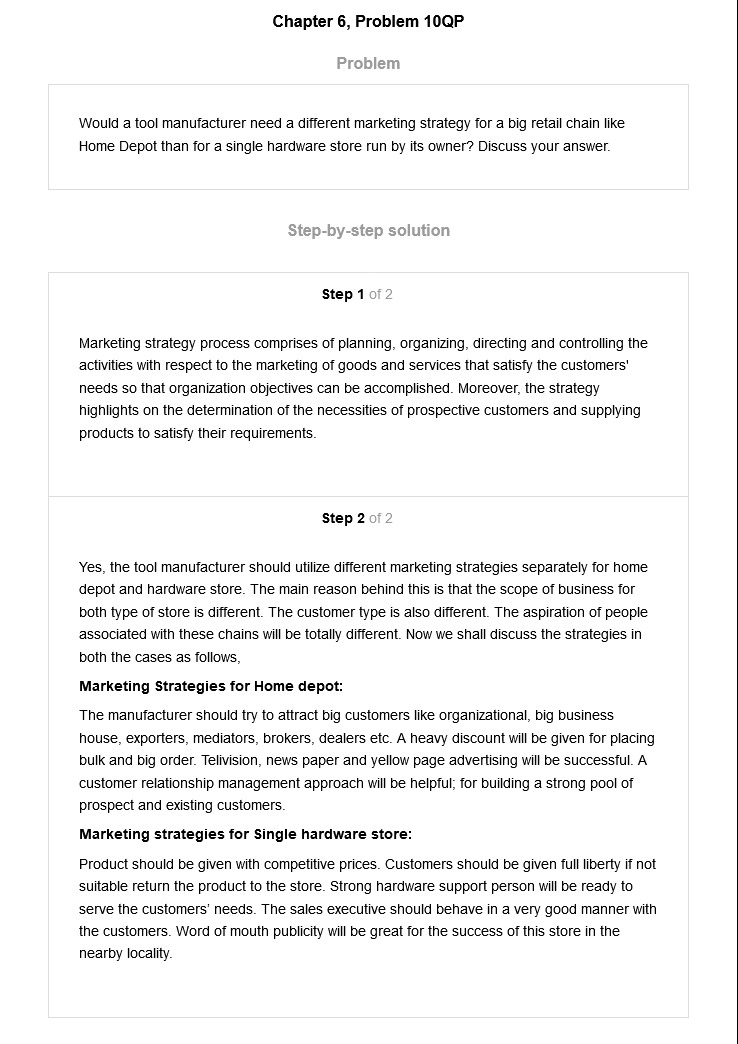 Chapter 6, Problem 10QP
Problem
Would a tool manufacturer need a different marketing strategy for a big retail chain like
Home Depot than for a single hardware store run by its owner? Discuss your answer.
Step-by-step solution
Step 1 of 2
Marketing strategy process comprises of planning, organizing, directing and controlling the
activities with respect to the marketing of goods and services that satisfy the customers'
needs so that organization objectives can be accomplished. Moreover, the strategy
highlights on the determination of the necessities of prospective customers and supplying
products to satisfy their requirements.
Step 2 of 2
Yes, the tool manufacturer should utilize different marketing strategies separately for home
depot and hardware store. The main reason behind this is that the scope of business for
both type of store is different. The customer type is also different. The aspiration of people
associated with these chains will be totally different. Now we shall discuss the strategies in
both the cases as follows,
Marketing Strategies for Home depot:
The manufacturer should try to attract big customers like organizational, big business
house, exporters, mediators, brokers, dealers etc. A heavy discount will be given for placing
bulk and big order. Telivision, news paper and yellow page advertising will be successful. A
customer relationship management approach will be helpful; for building a strong pool of
prospect and existing customers.
Marketing strategies for Single hardware store:
Product should be given with competitive prices. Customers should be given full liberty if not
suitable return the product to the store. Strong hardware support person will be ready to
serve the customers' needs. The sales executive should behave in a very good manner with
the customers. Word of mouth publicity will be great for the success of this store in the
nearby locality.